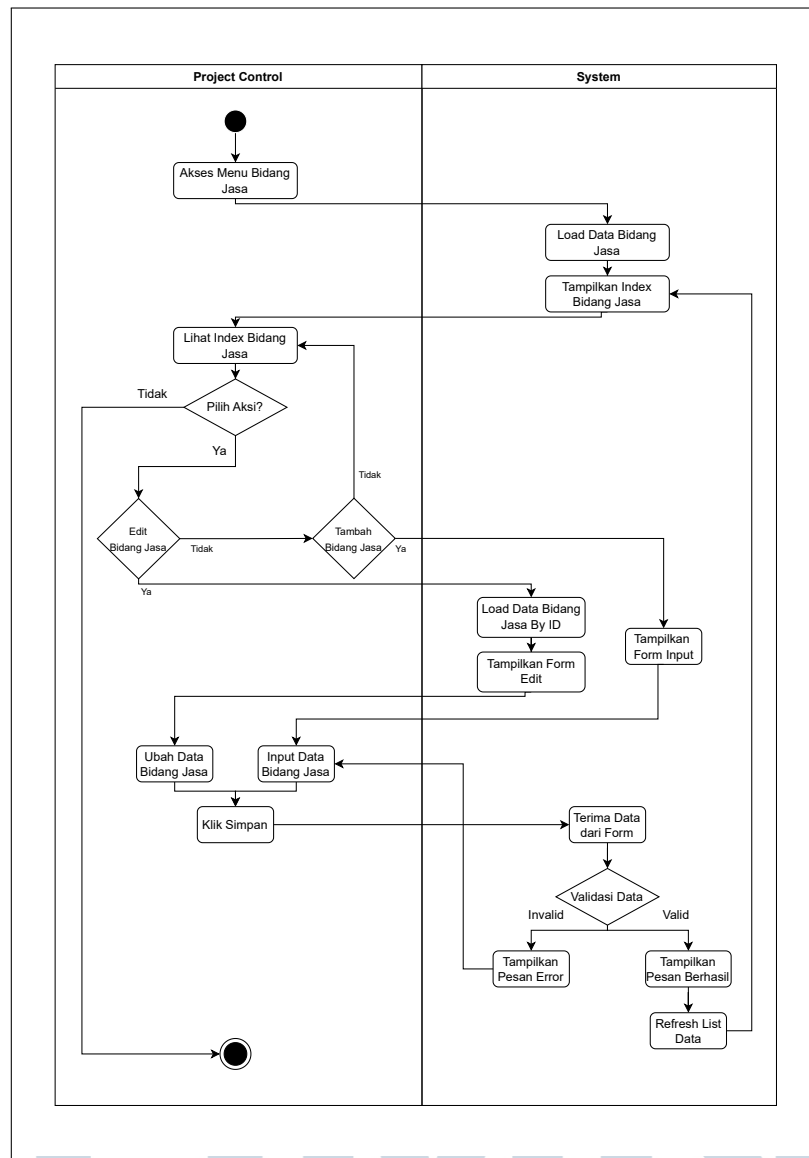 Project Control
System
Akses Menu Bidang
Jasa
Load Data Bidang
Jasa
Tampilkan Index
Bidang Jasa
Lihat Index Bidang
Jasa
Tidak
Pilih Aksi?
Ya
Tidak
Edit
Bidang Jasa
Tidak
Tambah
Bidang Jasa
Ya
Ya
Load Data Bidang
Jasa By ID
Tampilkan
Form Input
Tampilkan Form
Edit
Ubah Data
Bidang Jasa
Input Data
Bidang Jasa
Klik Simpan
Terima Data
dari Form
Validasi Data
Invalid
Valid
Tampilkan
Pesan Error
Tampilkan
Pesan Berhasil
Refresh List
Data